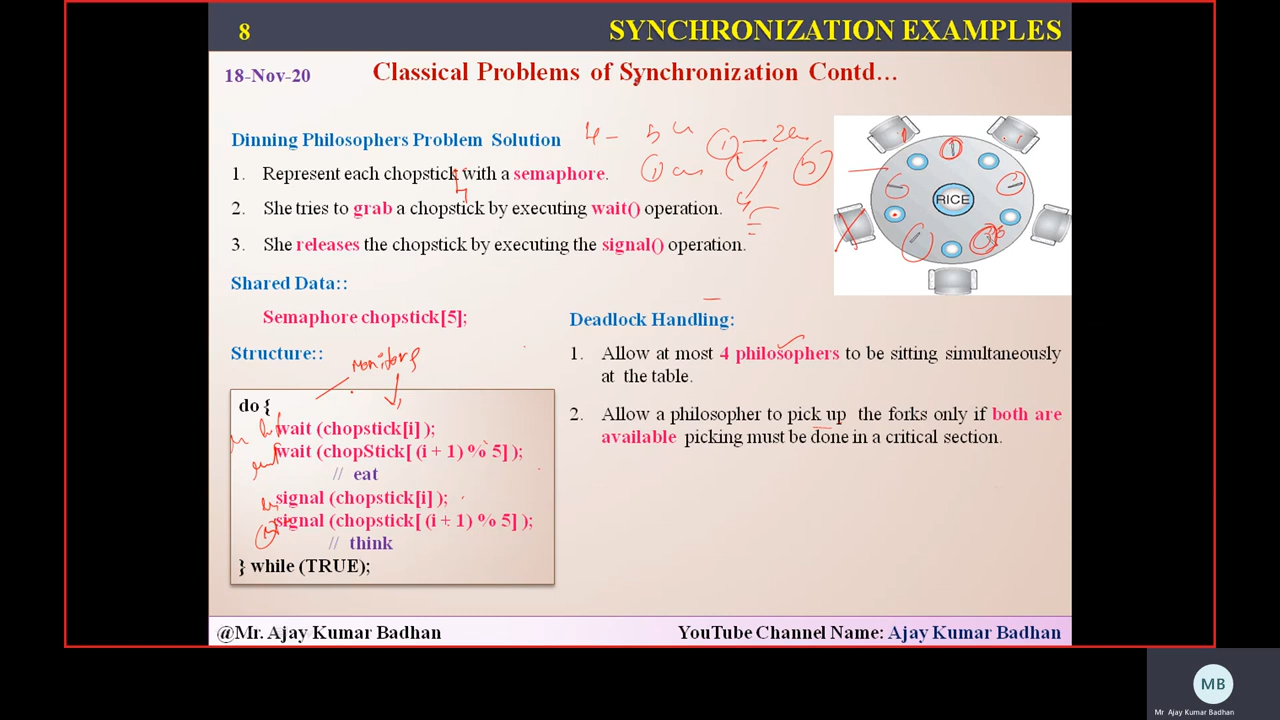 8
SYNCHRONIZATION EXAMPLES
18-Nov-20
Classical Problems of Synchronization Contd…
Dinning Philosophers Problem Solution
1. Represent each chopstick with a semaphore.
2. She tries to grab a chopstick by executing wait() operation.
3. She releases the chopstick by executing the signal() operation.
RICE
Shared Data::
Semaphore chopstick[5];
Structure::
monitors
do {
wait (chopstick[i] );
wait (chopStick[ (i + 1) % 5] );
// eat
signal (chopstick[i] );
signal (chopstick[ (i + 1) % 5] );
// think
} while (TRUE);
Deadlock Handling:
1. Allow at most 4 philosophers to be sitting simultaneously
at the table.
2. Allow a philosopher to pick up the forks only if both are
available picking must be done in a critical section.
@Mr. Ajay Kumar Badhan
YouTube Channel Name: Ajay Kumar Badhan
MB
Mr Ajay Kumar Badhan